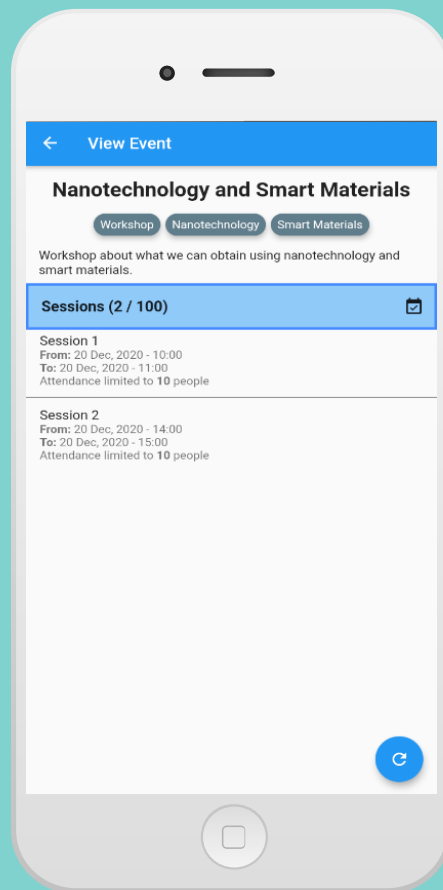 View Event
Nanotechnology and Smart Materials
Workshop Nanotechnology Smart Materials
Workshop about what we can obtain using nanotechnology and
smart materials.
Sessions (2 / 100)
Session 1
From: 20 Dec, 2020 - 10:00
To: 20 Dec, 2020 - 11:00
Attendance limited to 10 people
Session 2
From: 20 Dec, 2020 - 14:00
To: 20 Dec, 2020 - 15:00
Attendance limited to 10 people